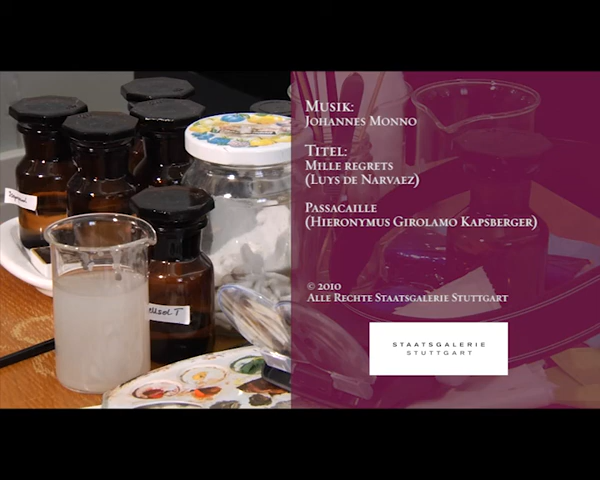 Musik:
Johannes Monno
Titel:
Mille regrets
(Luys de Narvaez)
Passacaille
(Hieronymus Girolamo Kapsberger)
© 2010
Alle Rechte Staatsgalerie Stuttgart
STAATSGALERIE
STUTTGART